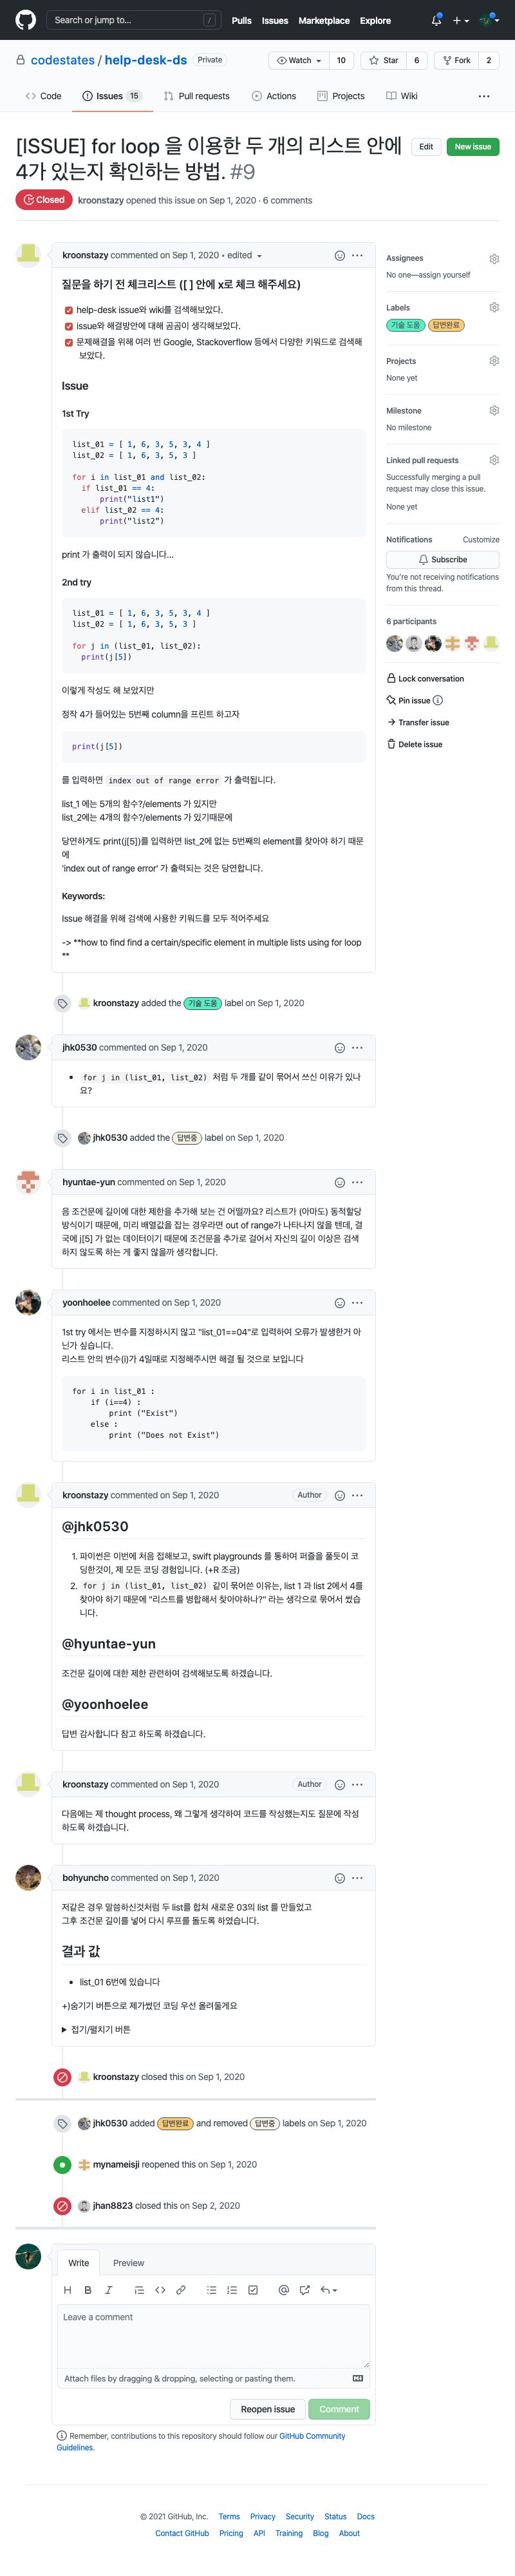 Search or jump to... /
Pulls Issues Marketplace Explore
codestates / help-desk-ds Private
Watch 10 Star 6 Fork 2
Code Issues 15 Pull requests Actions Projects Wiki ...
[ISSUE] for loop 을 이용한 두 개의 리스트 안에
4가 있는지 확인하는 방법. #9
Edit New issue
Closed kroonstazy opened this issue on Sep 1, 2020 · 6 comments
kroonstazy commented on Sep 1, 2020 • edited
질문을 하기 전 체크리스트([ ] 안에 x로 체크 해주세요)
help-desk issue와 wiki를 검색해보았다.
issue와 해결방안에 대해 곰곰이 생각해보았다.
문제해결을 위해 여러 번 Google, Stackoverflow 등에서 다양한 키워드로 검색해
보았다.
Issue
1st Try
list_01 = [ 1, 6, 3, 5, 3, 4 ]
list_02 = [ 1, 6, 3, 5, 3 ]
for i in list_01 and list_02:
if list_01 == 4:
print("list1")
elif list_02 == 4:
print("list2")
print 가 출력이 되지 않습니다...
2nd try
list_01 = [ 1, 6, 3, 5, 3, 4 ]
list_02 = [ 1, 6, 3, 5, 3 ]
for j in (list_01, list_02):
print(j[5])
이렇게 작성도 해 보았지만
정작 4가 들어있는 5번째 column을 프린트 하고자
print(j[5])
를 입력하면 index out of range error 가 출력됩니다.
list_1 에는 5개의 함수?/elements 가 있지만
list_2에는 4개의 함수?/elements 가 있기때문에
당연하게도 print(j[5])를 입력하면 list_2에 없는 5번째의 element를 찾아야 하기 때문
에
'index out of range error' 가 출력되는 것은 당연합니다.
Keywords:
Issue 해결을 위해 검색에 사용한 키워드를 모두 적어주세요
-> **how to find find a certain/specific element in multiple lists using for loop
**
Assignees
No one—assign yourself
Labels
기술 도움 답변완료
Projects
None yet
Milestone
No milestone
Linked pull requests
Successfully merging a pull
request may close this issue.
None yet
Notifications Customize
Subscribe
You're not receiving notifications
from this thread.
6 participants
Lock conversation
Pin issue
Transfer issue
Delete issue
kroonstazy added the 기술 도움 label on Sep 1, 2020
jhk0530 commented on Sep 1, 2020
• for j in (list_01, list_02) 처럼 두 개를 같이 묶어서 쓰신 이유가 있나
요?
jhk0530 added the 답변중 label on Sep 1, 2020
hyuntae-yun commented on Sep 1, 2020
음 조건문에 길이에 대한 제한을 추가해 보는 건 어떨까요? 리스트가 (아마도) 동적할당
방식이기 때문에, 미리 배열값을 잡는 경우라면 out of range가 나타나지 않을 텐데, 결
국에 j[5] 가 없는 데이터이기 때문에 조건문을 추가로 걸어서 자신의 길이 이상은 검색
하지 않도록 하는 게 좋지 않을까 생각합니다.
yoonhoelee commented on Sep 1, 2020
1st try 에서는 변수를 지정하시지 않고 "list_01==04"로 입력하여 오류가 발생한거 아
닌가 싶습니다.
리스트 안의 변수(i)가 4일때로 지정해주시면 해결 될 것으로 보입니다
for i in list_01 :
if (i==4) :
print ("Exist")
else :
print ("Does not Exist")
kroonstazy commented on Sep 1, 2020 Author
@jhk0530
1. 파이썬은 이번에 처음 접해보고, swift playgrounds 를 통하여 퍼즐을 풀듯이 코
딩한것이, 제 모든 코딩 경험입니다. (+R 조금)
2. for j in (list_01, list_02) 같이 묶어쓴 이유는, list 1 과 list 2에서 4를
찾아야 하기 때문에 "리스트를 병합해서 찾아야하나?" 라는 생각으로 묶어서 썼습
니다.
@hyuntae-yun
조건문 길이에 대한 제한 관련하여 검색해보도록 하겠습니다.
@yoonhoelee
답변 감사합니다 참고 하도록 하겠습니다.
kroonstazy commented on Sep 1, 2020 Author
다음에는 제 thought process, 왜 그렇게 생각하여 코드를 작성했는지도 질문에 작성
하도록 하겠습니다.
bohyuncho commented on Sep 1, 2020
저같은 경우 말씀하신것처럼 두 list를 합쳐 새로운 03의 list 를 만들었고
그후 조건문 길이를 넣어 다시 루프를 돌도록 하였습니다.
결과 값
• list_01 6번에 있습니다
+)숨기기 버튼으로 제가썼던 코딩 우선 올려둘게요
▶ 접기/펼치기 버튼
kroonstazy closed this on Sep 1, 2020
jhk0530 added 답변완료 and removed 답변중 labels on Sep 1, 2020
mynameisji reopened this on Sep 1, 2020
jhan8823 closed this on Sep 2, 2020
Write Preview
Leave a comment
Attach files by dragging & dropping, selecting or pasting them.
Reopen issue Comment
Remember, contributions to this repository should follow our GitHub Community
Guidelines.
© 2021 GitHub, Inc. Terms Privacy Security Status Docs
Contact GitHub Pricing API Training Blog About